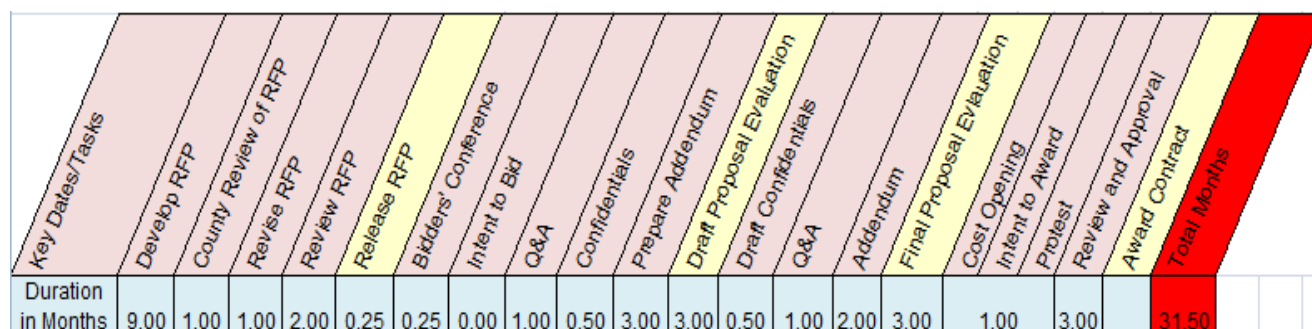 Key Dates/Tasks
Develop RFP
County Review of RFP
Revise RFP
Review RFP
Release RFP
Bidders' Conference
Intent to Bid
Q&A
Confidentials
Prepare Addendum
Draft Proposal Evaluation
Draft Confidentials
Q&A
Addendum
Final Proposal Evlauation
Cost Opening
Intent to Award
Protest
Review and Approval
Award Contract
Total Months
Duration
in Months 9.00 1.00 1.00 2.00 0.25 0.25 0.00 1.00 0.50 3.00 3.00 0.50 1.00 2.00 3.00 1.00 3.00 31.50